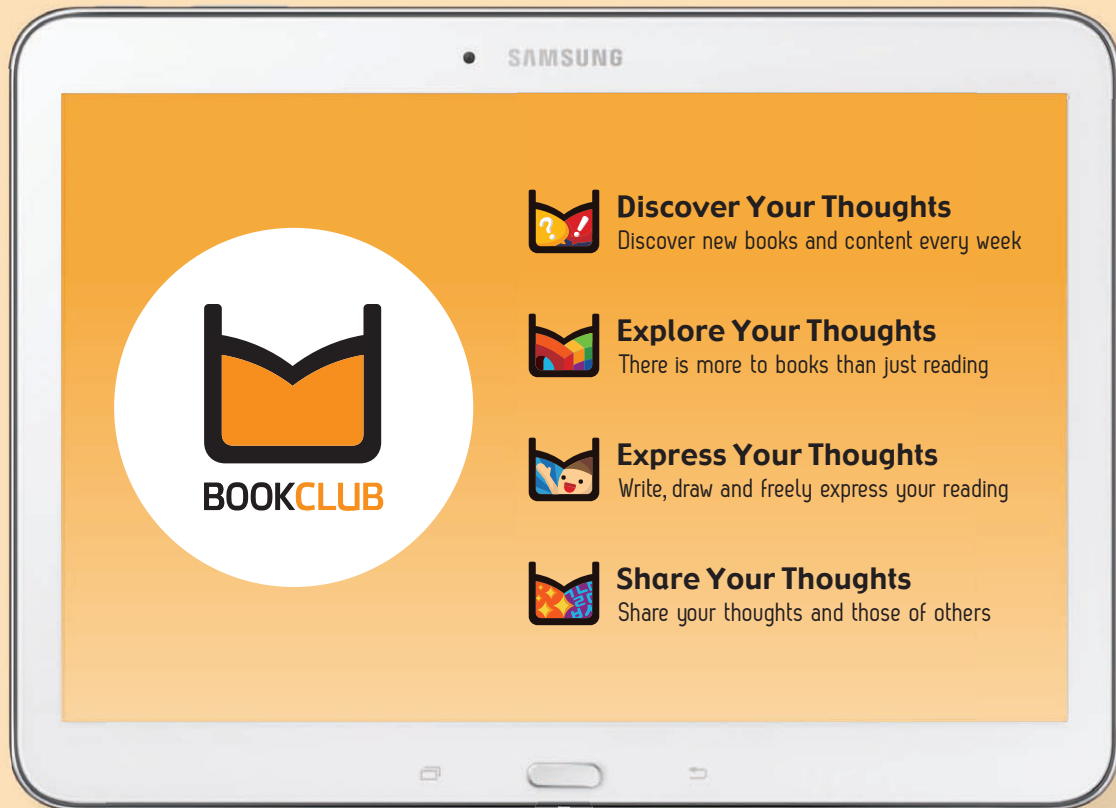 SAMSUNG
BOOKCLUB
Discover Your Thoughts
Discover new books and content every week
Explore Your Thoughts
There is more to books than just reading
Express Your Thoughts
Write, draw and freely express your reading
Share Your Thoughts
Share your thoughts and those of others